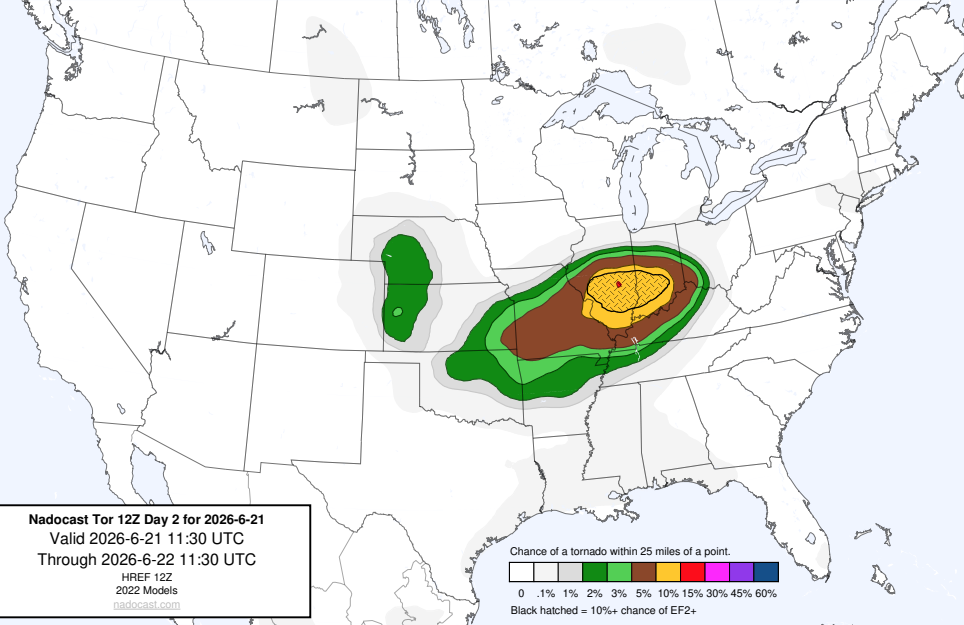 Nadocast Tor 12Z Day 2 for 2026-6-21
Valid 2026-6-21 11:30 UTC
Through 2026-6-22 11:30 UTC
HREF 12Z
2022 Models
nadocast.com
Chance of a tornado within 25 miles of a point.
0 .1% 1% 2% 3% 5% 10% 15% 30% 45% 60%
Black hatched = 10%+ chance of EF2+